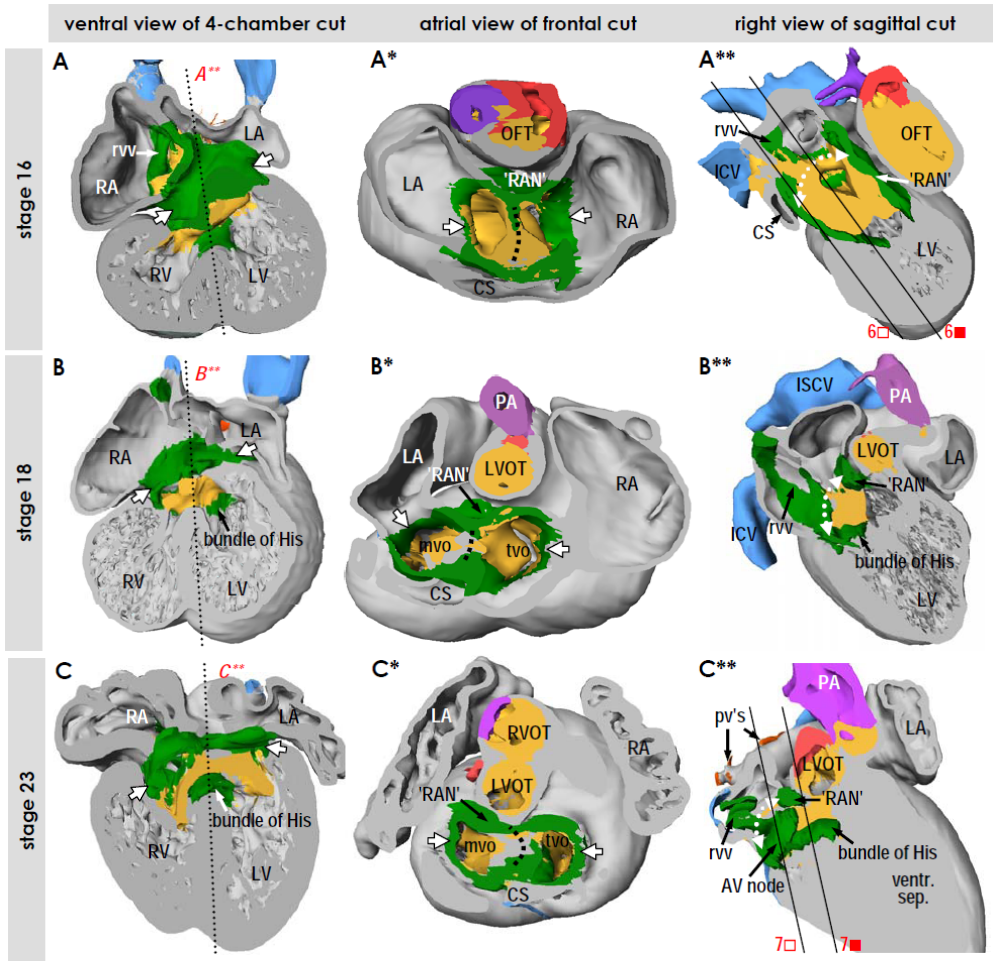 ventral view of 4-chamber cut
atrial view of frontal cut
right view of sagittal cut
stage 16
A
A**
rvv
LA
RA
RV
LV
A*
OFT
'RAN'
LA
RA
CS
A**
rvv
OFT
ICV
'RAN'
CS
LV
6□
6■
stage 18
B
B**
LA
RA
bundle of His
RV
LV
B*
PA
LA
LVOT
'RAN'
RA
mvo
tvo
CS
B**
ISCV
PA
LVOT
LA
'RAN'
rvv
ICV
bundle of His
LV
stage 23
C
C**
RA
LA
bundle of His
RV
LV
C*
LA
RVOT
RA
LVOT
'RAN'
mvo
tvo
CS
C**
PA
pv's
LA
LVOT
'RAN'
rvv
bundle of His
AV node
ventr.
sep.
7□
7■